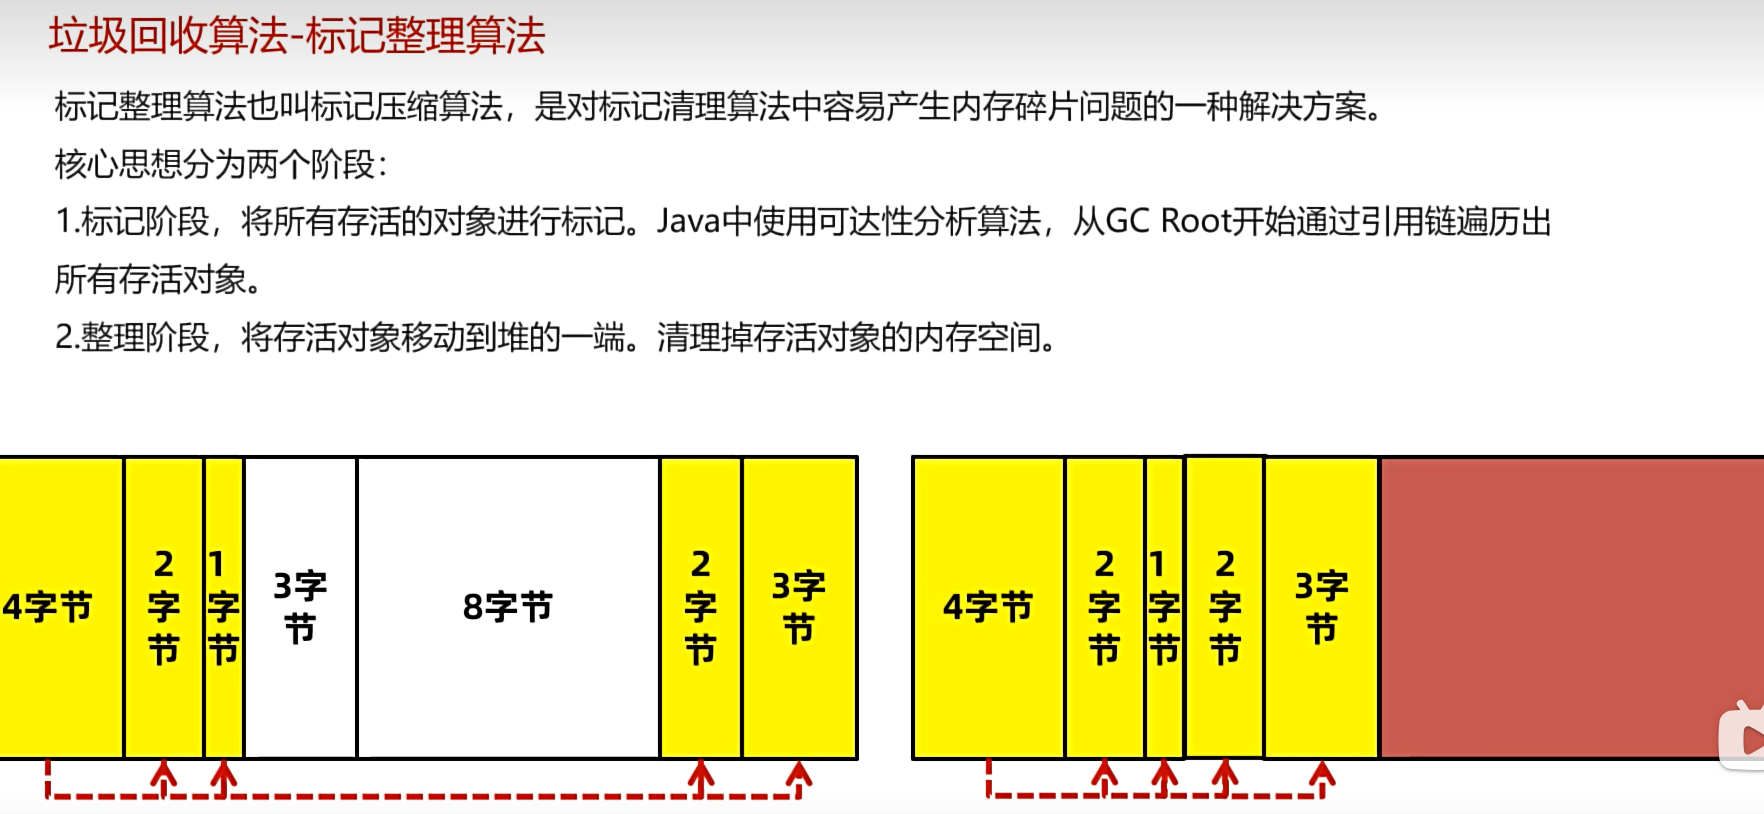 垃圾回收算法-标记整理算法
标记整理算法也叫标记压缩算法，是对标记清理算法中容易产生内存碎片问题的一种解决方案。
核心思想分为两个阶段：
1.标记阶段，将所有存活的对象进行标记。Java中使用可达性分析算法，从GC Root开始通过引用链遍历出
所有存活对象。
2.整理阶段，将存活对象移动到堆的一端。清理掉存活对象的内存空间。
4字节
2
字
节
1
字
节
3字
节
8字节
2
字
节
3字
节
4字节
2
字
节
1
字
节
2
字
节
3字
节